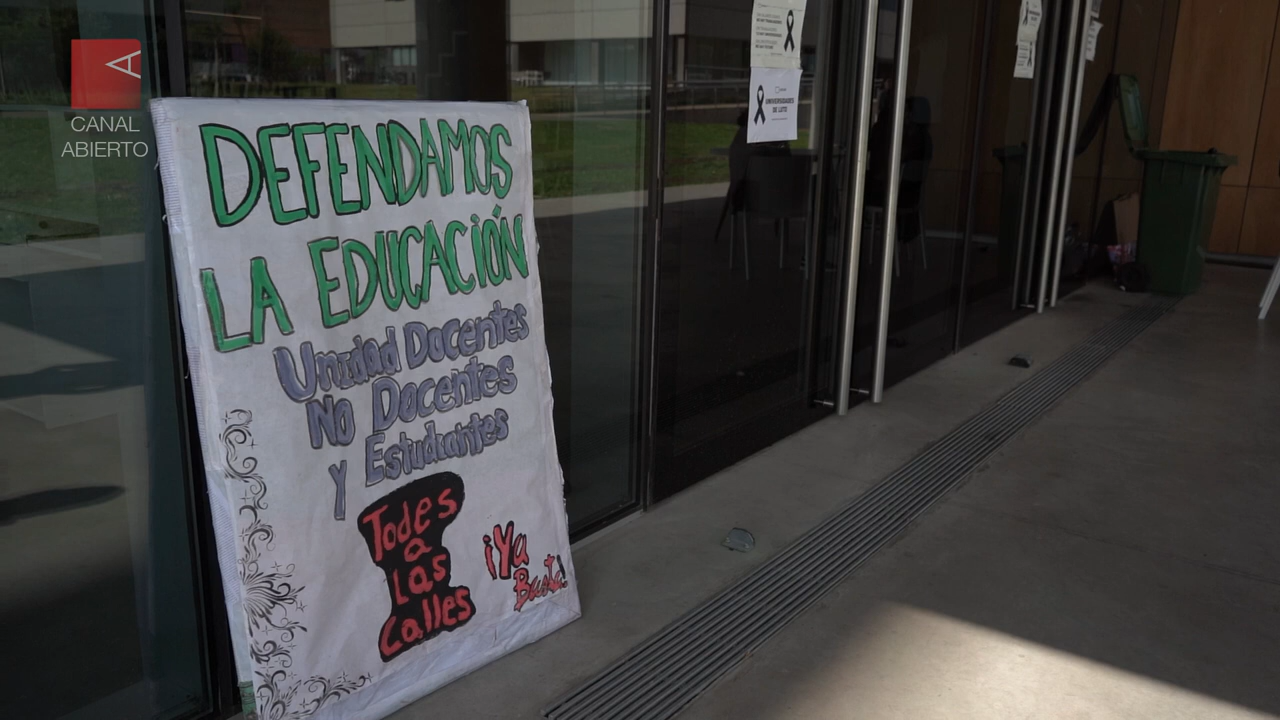 CANAL
ABIERTO
DEFENDAMOS
LA EDUCACIÓN
Unidad Docentes
No Docentes
y Estudiantes
Todes
a
las
calles
¡Ya
Basta!
UNIVERSIDADES
DE LUTO